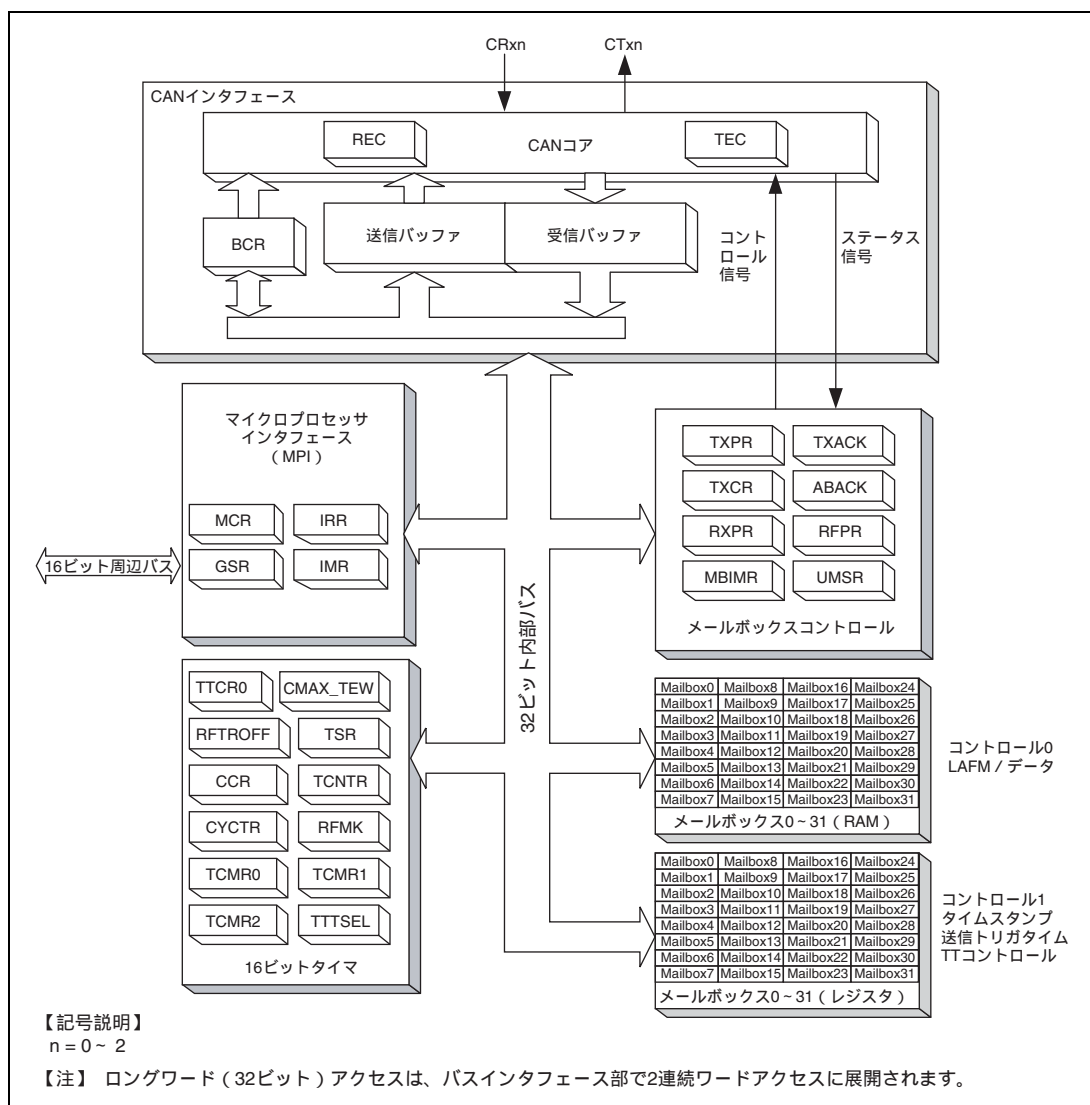 CRxn
CTxn
CANインタフェース
REC
CANコア
TEC
BCR
送信バッファ
受信バッファ
コント
ロール
信号
ステータス
信号
マイクロプロセッサ
インタフェース
(MPI)
MCR
IRR
GSR
IMR
16ビット周辺バス
32ビット内部バス
TXPR
TXACK
TXCR
ABACK
RXPR
RFPR
MBIMR
UMSR
メールボックスコントロール
TTCR0
CMAX_TEW
RFTROFF
TSR
CCR
TCNTR
CYCTR
RFMK
TCMR0
TCMR1
TCMR2
TTTSEL
16ビットタイマ
Mailbox0 Mailbox8 Mailbox16 Mailbox24
Mailbox1 Mailbox9 Mailbox17 Mailbox25
Mailbox2 Mailbox10 Mailbox18 Mailbox26
Mailbox3 Mailbox11 Mailbox19 Mailbox27
Mailbox4 Mailbox12 Mailbox20 Mailbox28
Mailbox5 Mailbox13 Mailbox21 Mailbox29
Mailbox6 Mailbox14 Mailbox22 Mailbox30
Mailbox7 Mailbox15 Mailbox23 Mailbox31
メールボックス0~31(RAM)
コントロール0
LAFM/データ
Mailbox0 Mailbox8 Mailbox16 Mailbox24
Mailbox1 Mailbox9 Mailbox17 Mailbox25
Mailbox2 Mailbox10 Mailbox18 Mailbox26
Mailbox3 Mailbox11 Mailbox19 Mailbox27
Mailbox4 Mailbox12 Mailbox20 Mailbox28
Mailbox5 Mailbox13 Mailbox21 Mailbox29
Mailbox6 Mailbox14 Mailbox22 Mailbox30
Mailbox7 Mailbox15 Mailbox23 Mailbox31
メールボックス0~31(レジスタ)
コントロール1
タイムスタンプ
送信トリガタイム
TTコントロール
【記号説明】
n = 0~2
【注】 ロングワード(32ビット)アクセスは、バスインタフェース部で2連続ワードアクセスに展開されます。